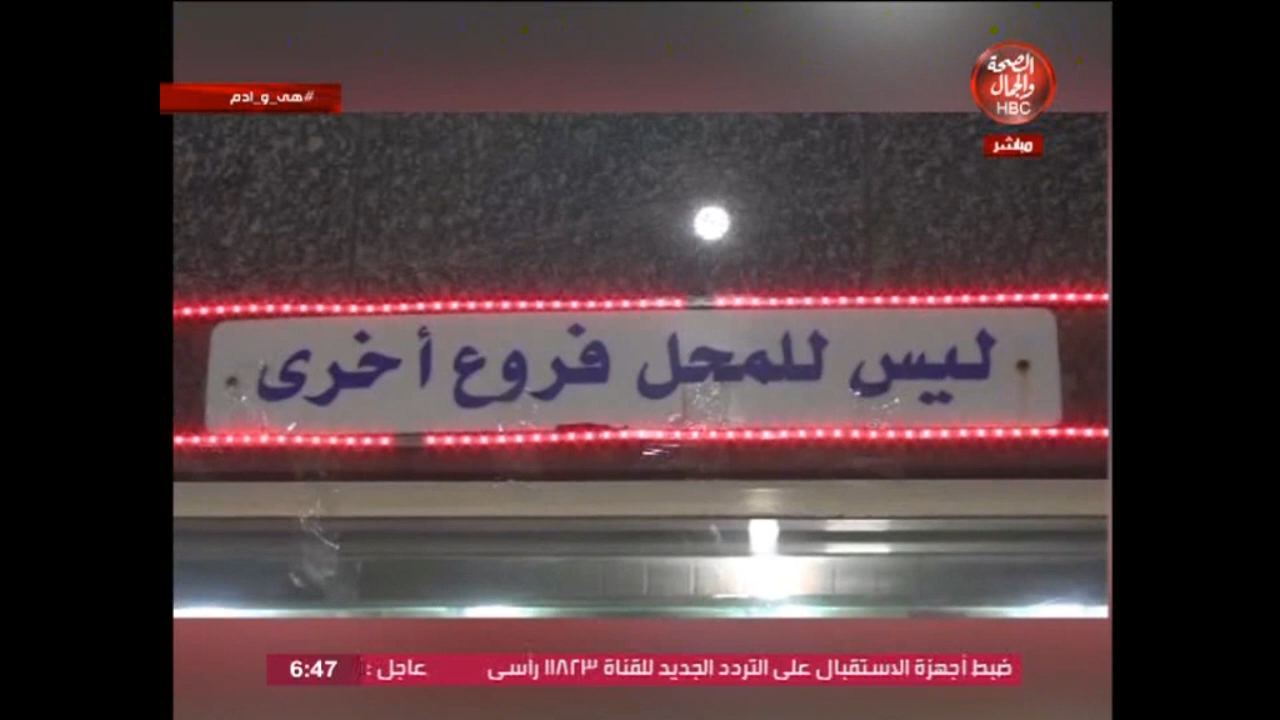 الصحة
والجمال
HBC
#هى_و_ادم
مباشر
ليس للمحل فروع أخرى
ضبط أجهزة الاستقبال على التردد الجديد للقناة ١١٨٢٣ رأسى
عاجل :
6:47